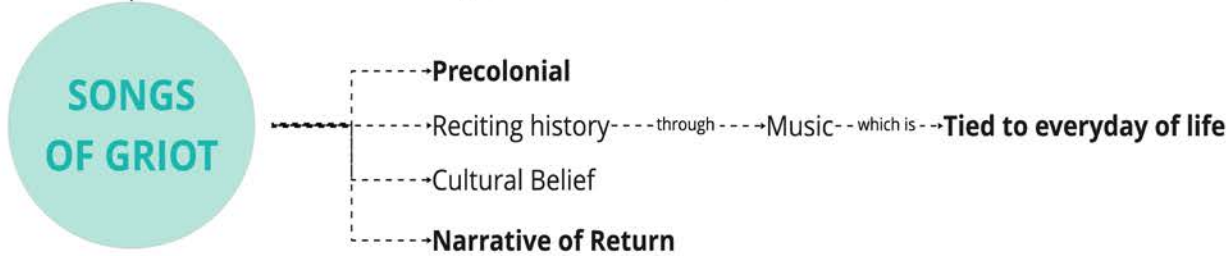 SONGS
OF GRIOT
Precolonial
Reciting history through Music which is Tied to everyday of life
Cultural Belief
Narrative of Return